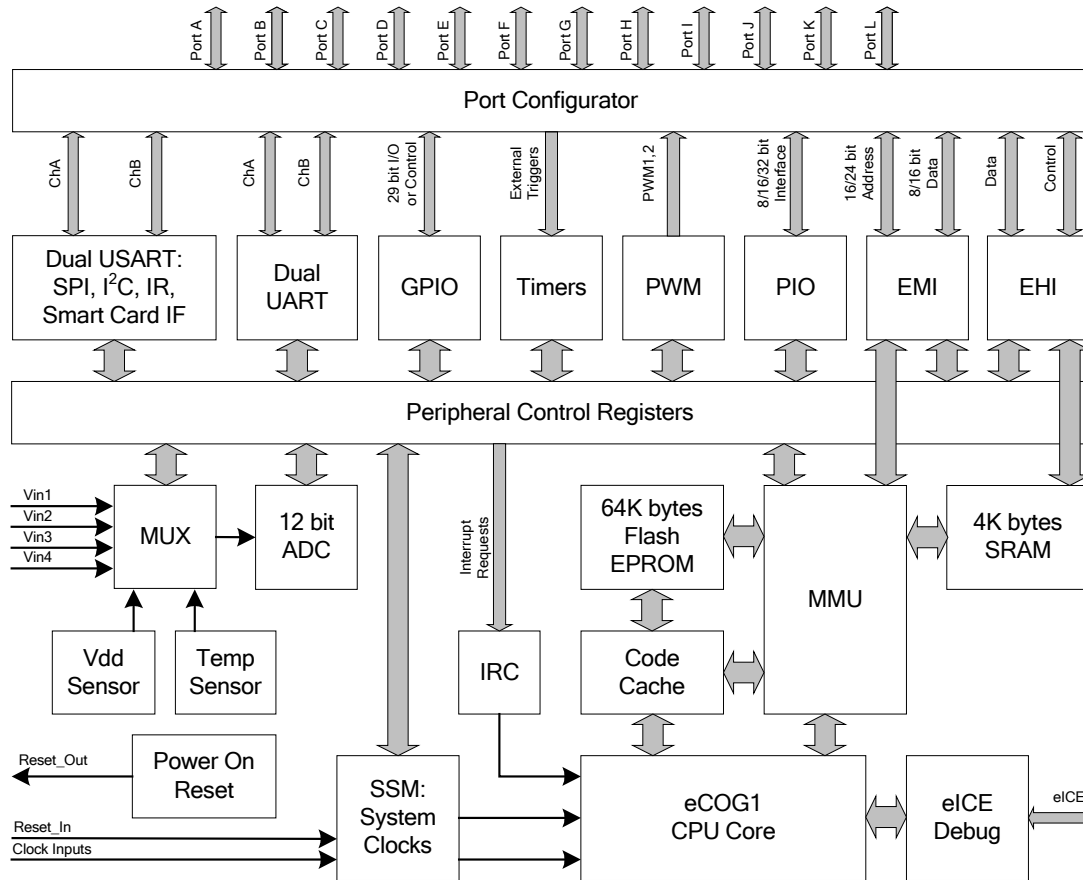 Port A
Port B
Port C
Port D
Port E
Port F
Port G
Port H
Port I
Port J
Port K
Port L
Port Configurator
ChA
ChB
ChA
ChB
29 bit I/O
or Control
External
Triggers
PWM1,2
8/16/32 bit
Interface
16/24 bit
Address
8/16 bit
Data
Data
Control
Dual USART:
SPI, I²C, IR,
Smart Card IF
Dual
UART
GPIO
Timers
PWM
PIO
EMI
EHI
Peripheral Control Registers
Vin1
Vin2
Vin3
Vin4
MUX
12 bit
ADC
Interrupt
Requests
64K bytes
Flash
EPROM
MMU
4K bytes
SRAM
Vdd
Sensor
Temp
Sensor
IRC
Code
Cache
Reset_Out
Power On
Reset
SSM:
System
Clocks
eCOG1
CPU Core
eICE
Debug
eICE
Reset_In
Clock Inputs